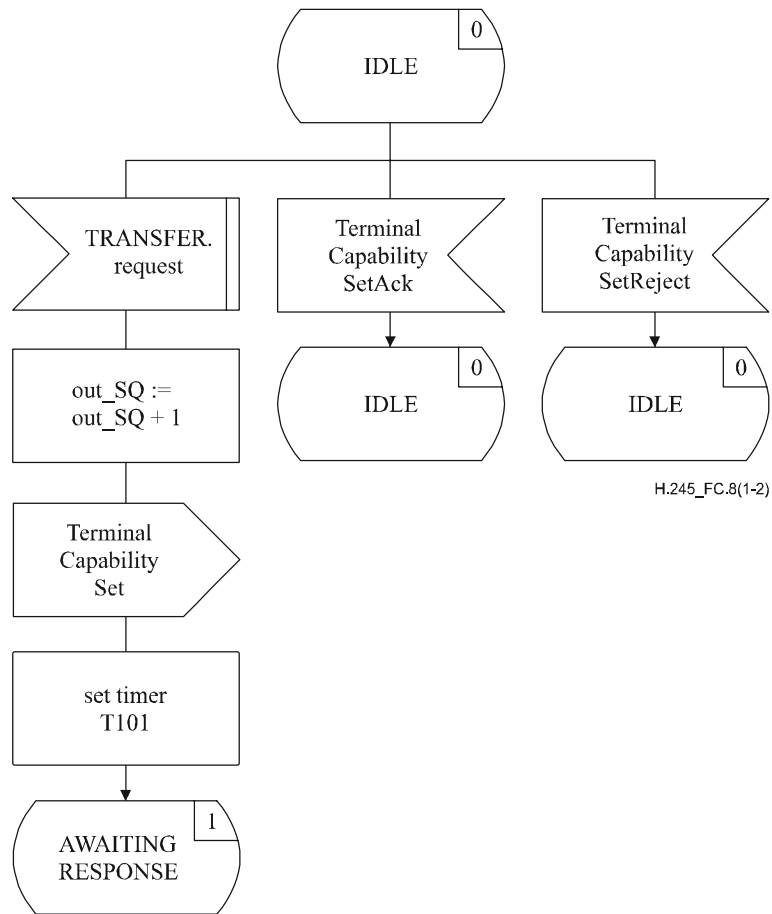 0
IDLE
TRANSFER.
request
Terminal
Capability
SetAck
Terminal
Capability
SetReject
out_SQ :=
out_SQ + 1
0
IDLE
0
IDLE
H.245_FC.8(1-2)
Terminal
Capability
Set
set timer
T101
1
AWAITING
RESPONSE